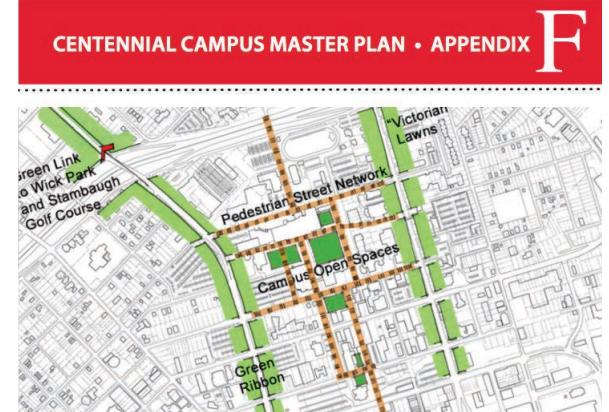 CENTENNIAL CAMPUS MASTER PLAN • APPENDIX F
"Victorian
Lawns
Green Link
to Wick Park
and Stambaugh
Golf Course
Pedestrian Street Network
Campus Open Spaces
Green
Ribbon